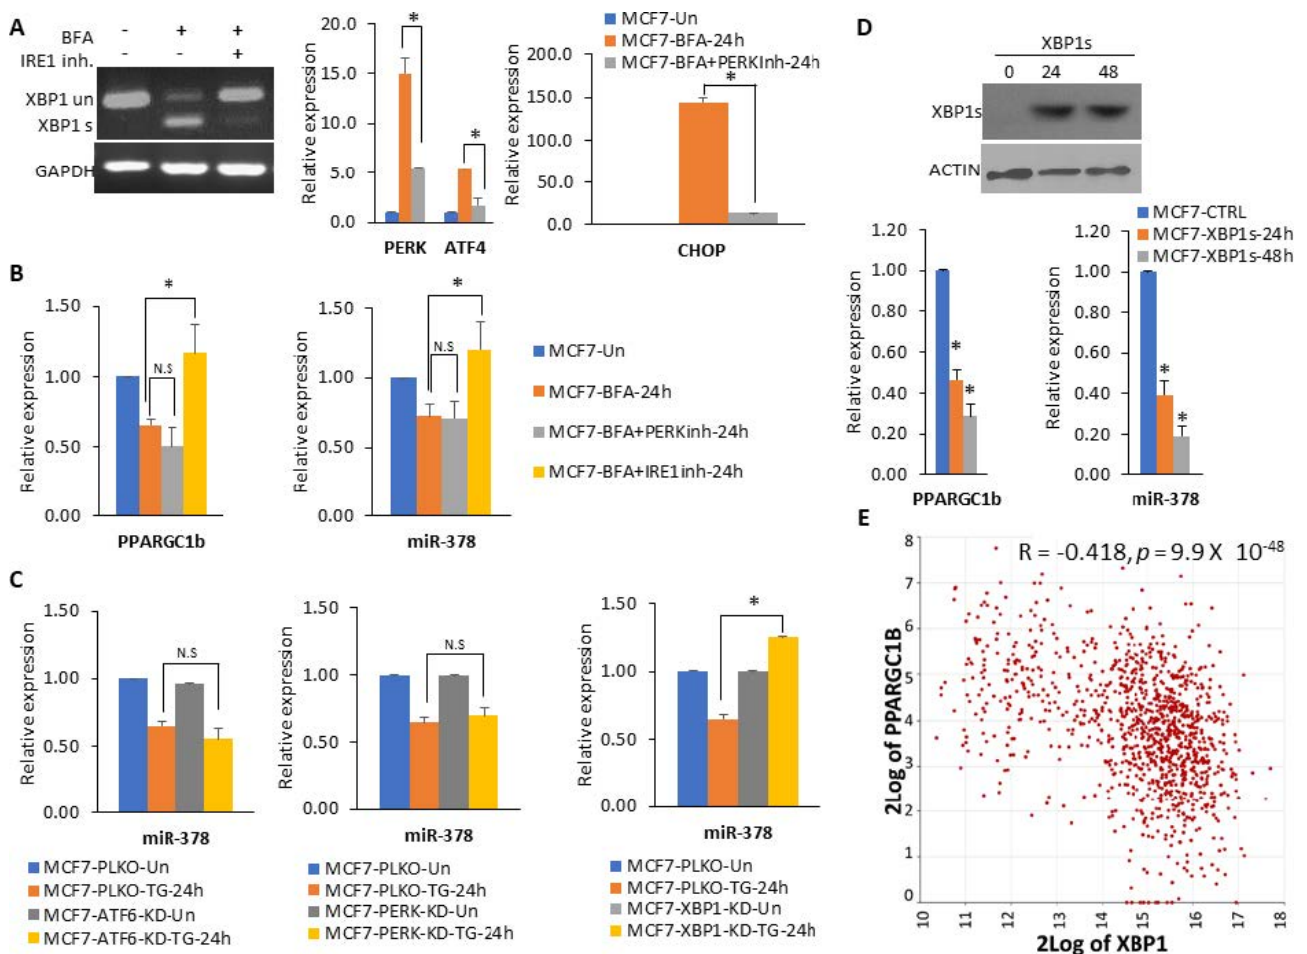 A
BFA - + +
IRE1 inh. +
XBP1 un
XBP1 s
GAPDH
Relative expression
20.0
15.0
10.0
5.0
0.0
*
*
PERK ATF4
MCF7-Un
MCF7-BFA-24h
MCF7-BFA+PERKInh-24h
Relative expression
200.0
150.0
100.0
50.0
0.0
*
CHOP
B
Relative expression
1.50
1.00
0.50
0.00
*
N.S
PPARGC1b
Relative expression
1.50
1.00
0.50
0.00
*
N.S
miR-378
MCF7-Un
MCF7-BFA-24h
MCF7-BFA+PERKinh-24h
MCF7-BFA+IRE1inh-24h
C
Relative expression
1.50
1.00
0.50
0.00
N.S
miR-378
MCF7-PLKO-Un
MCF7-PLKO-TG-24h
MCF7-ATF6-KD-Un
MCF7-ATF6-KD-TG-24h
Relative expression
1.50
1.00
0.50
0.00
N.S
miR-378
MCF7-PLKO-Un
MCF7-PLKO-TG-24h
MCF7-PERK-KD-Un
MCF7-PERK-KD-TG-24h
Relative expression
1.50
1.00
0.50
0.00
*
miR-378
MCF7-PLKO-Un
MCF7-PLKO-TG-24h
MCF7-XBP1-KD-Un
MCF7-XBP1-KD-TG-24h
D
XBP1s
0 24 48
XBP1s
ACTIN
Relative expression
1.20
1.00
0.80
0.60
0.40
0.20
0.00
*
*
PPARGC1b
MCF7-CTRL
MCF7-XBP1s-24h
MCF7-XBP1s-48h
Relative expression
1.20
1.00
0.80
0.60
0.40
0.20
0.00
*
*
miR-378
E
R = -0.418, p = 9.9 X 10-48
2Log of PPARGC1B
8
7
6
5
4
3
2
1
0
10 11 12 13 14 15 16 17 18
2Log of XBP1